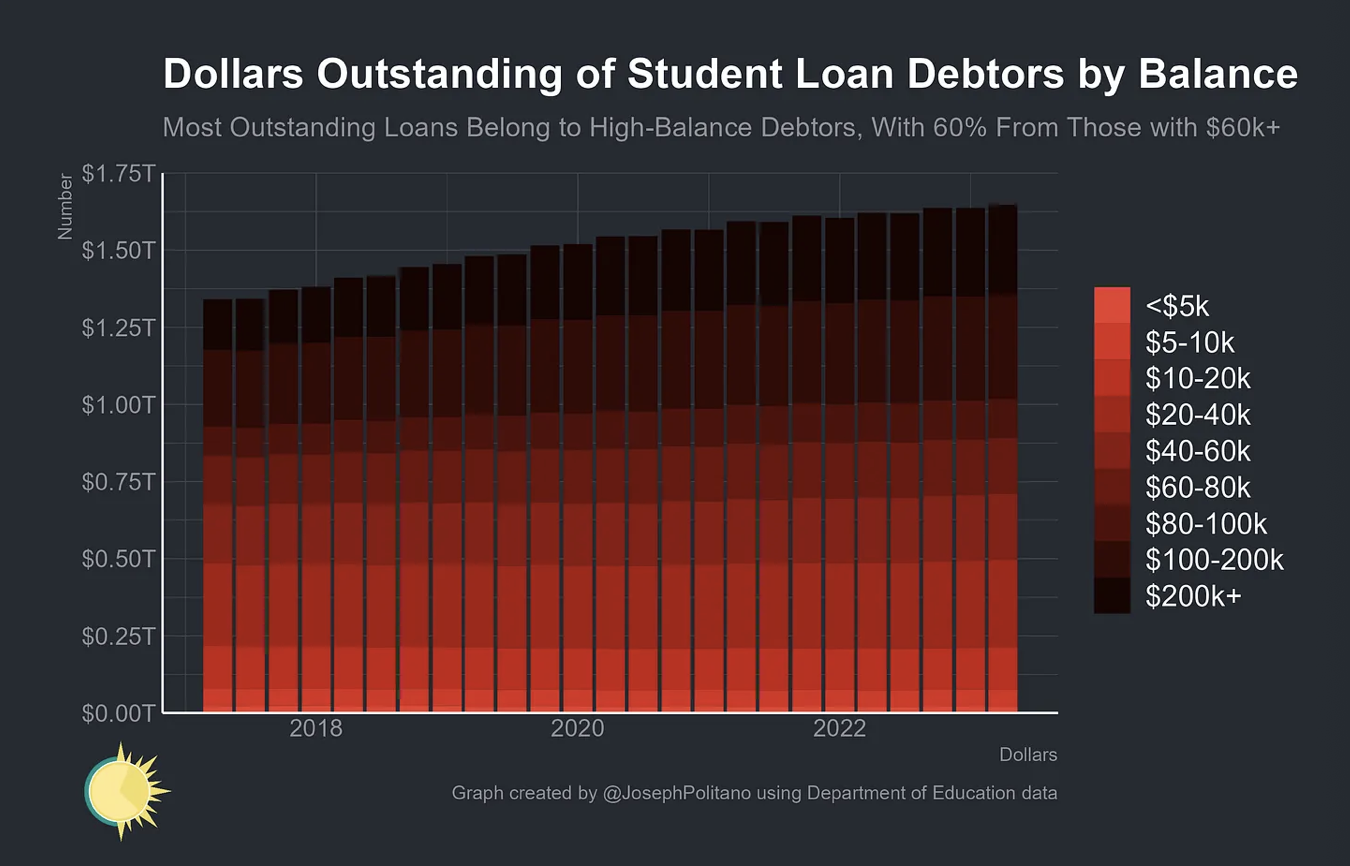 Dollars Outstanding of Student Loan Debtors by Balance
Most Outstanding Loans Belong to High-Balance Debtors, With 60% From Those with $60k+
Number
$1.75T
$1.50T
$1.25T
$1.00T
$0.75T
$0.50T
$0.25T
$0.00T
2018
2020
2022
Dollars
<$5k
$5-10k
$10-20k
$20-40k
$40-60k
$60-80k
$80-100k
$100-200k
$200k+
Graph created by @JosephPolitano using Department of Education data